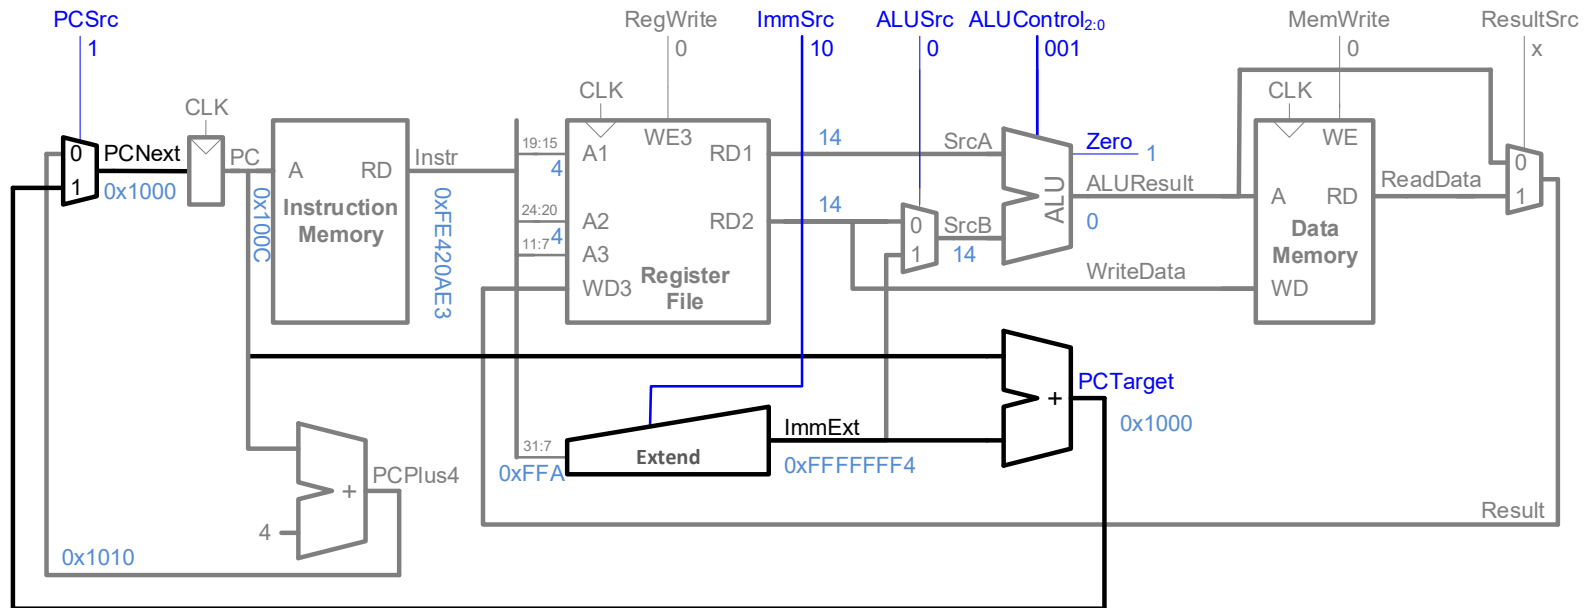 PCSrc
1
RegWrite
0
ImmSrc
10
ALUSrc
0
ALUControl2:0
001
MemWrite
0
ResultSrc
x
CLK
CLK
CLK
0
1
PCNext
0x1000
PC
0x100C
A
RD
Instruction
Memory
Instr
0xFE420AE3
19:15
4
24:20
4
11:7
A1
A2
A3
WD3
WE3
RD1
RD2
Register
File
14
14
SrcA
0
1
SrcB
14
ALU
Zero
1
ALUResult
0
WriteData
A
RD
WE
Data
Memory
WD
ReadData
0
1
PCTarget
+
0x1000
31:7
0xFFA
Extend
ImmExt
0xFFFFFFF4
PCPlus4
+
4
0x1010
Result